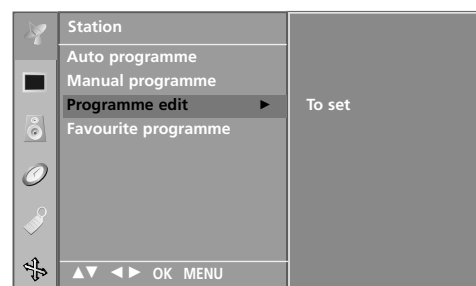 Station
Auto programme
Manual programme
Programme edit ► To set
Favourite programme
▲▼ ◄► OK MENU